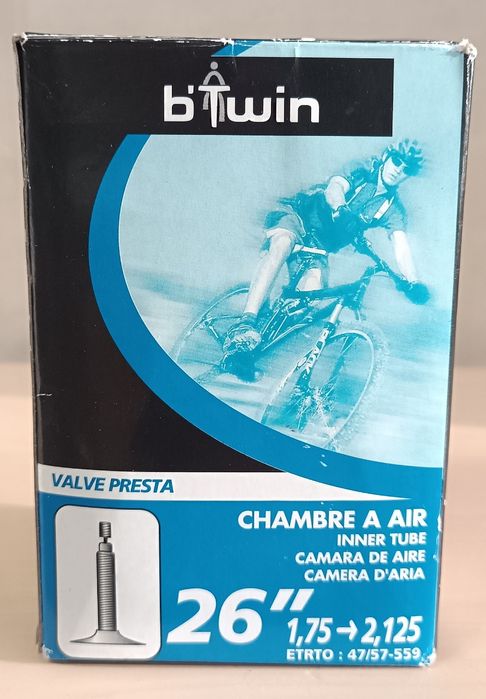 b'Twin
VALVE PRESTA
CHAMBRE A AIR
INNER TUBE
CAMARA DE AIRE
CAMERA D'ARIA
26" 1,75→2,125
ETRTO : 47/57-559